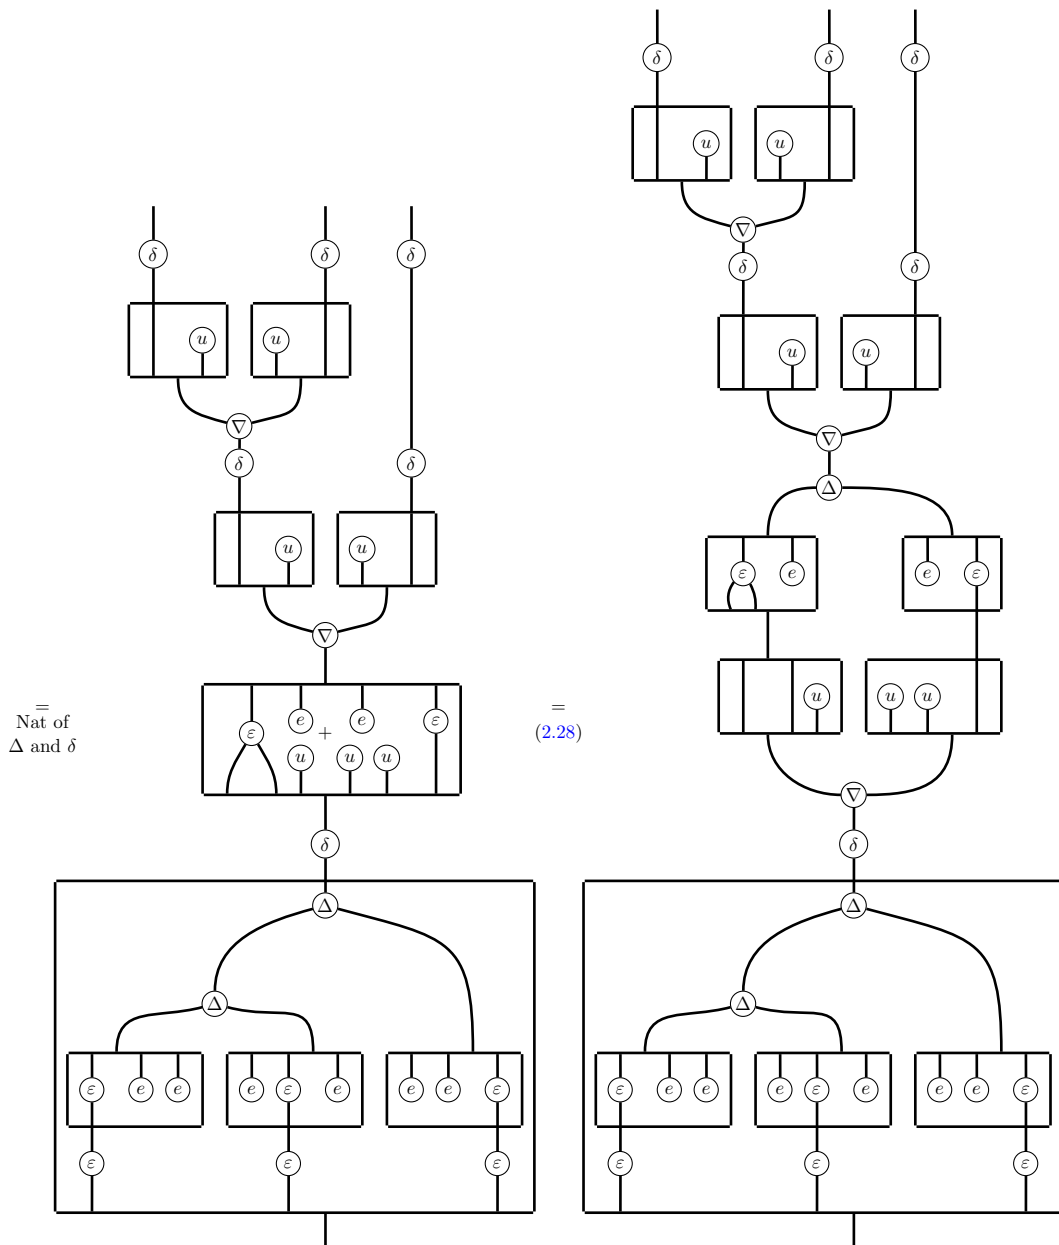 =
Nat of
Δ and δ
δ δ δ
u u
∇
δ δ
u u
∇
e e ε
ε +
u u u
δ
Δ
Δ
ε e e e ε e e e ε
ε ε ε
=
(2.28)
δ δ δ
u u
∇
δ δ
u u
∇
Δ
ε e e ε
u u u
∇
δ
Δ
Δ
ε e e e ε e e e ε
ε ε ε